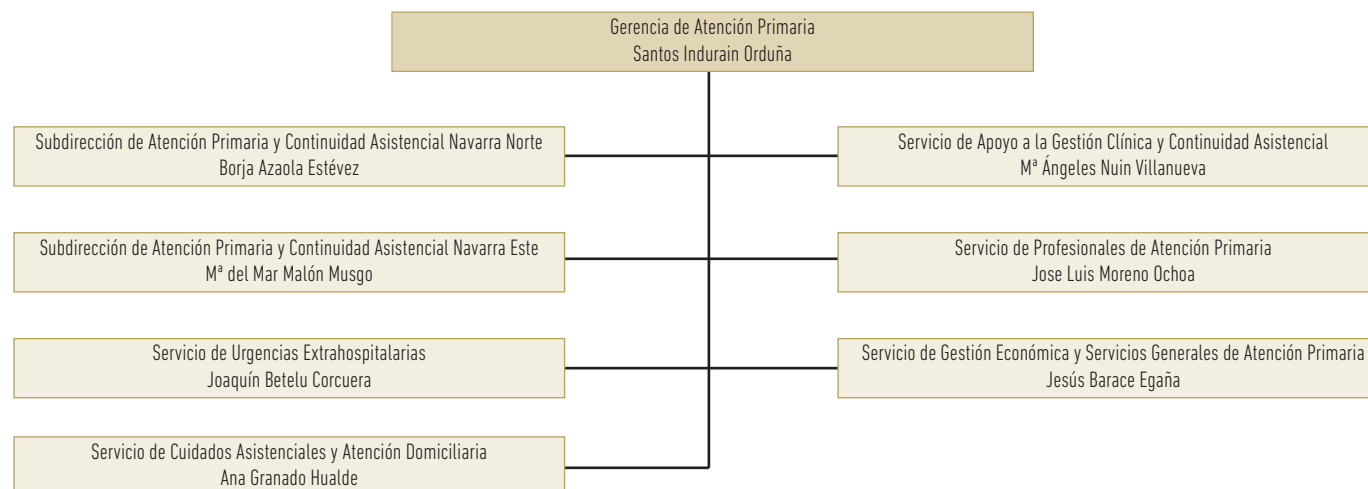 Gerencia de Atención Primaria
Santos Indurain Orduña
Subdirección de Atención Primaria y Continuidad Asistencial Navarra Norte
Borja Azaola Estévez
Servicio de Apoyo a la Gestión Clínica y Continuidad Asistencial
Mª Ángeles Nuin Villanueva
Subdirección de Atención Primaria y Continuidad Asistencial Navarra Este
Mª del Mar Malón Musgo
Servicio de Profesionales de Atención Primaria
Jose Luis Moreno Ochoa
Servicio de Urgencias Extrahospitalarias
Joaquín Betelu Corcuera
Servicio de Gestión Económica y Servicios Generales de Atención Primaria
Jesús Barace Egaña
Servicio de Cuidados Asistenciales y Atención Domiciliaria
Ana Granado Hualde